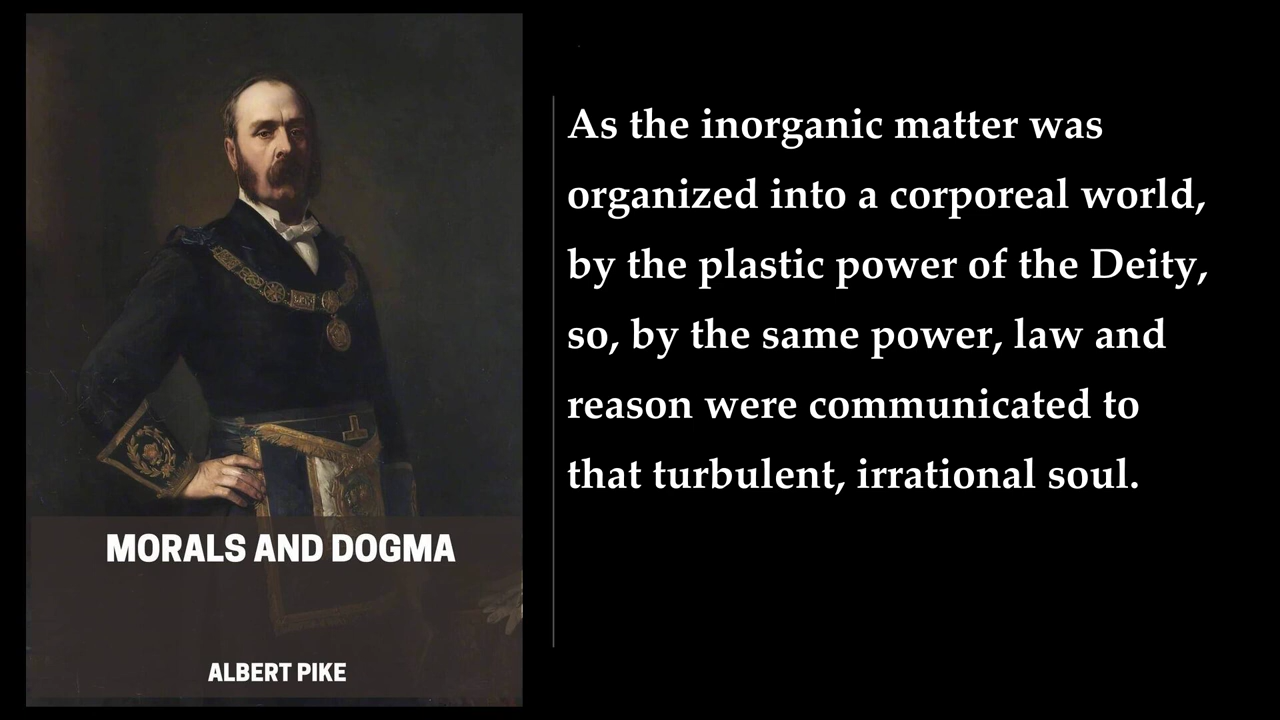 MORALS AND DOGMA
ALBERT PIKE
As the inorganic matter was
organized into a corporeal world,
by the plastic power of the Deity,
so, by the same power, law and
reason were communicated to
that turbulent, irrational soul.